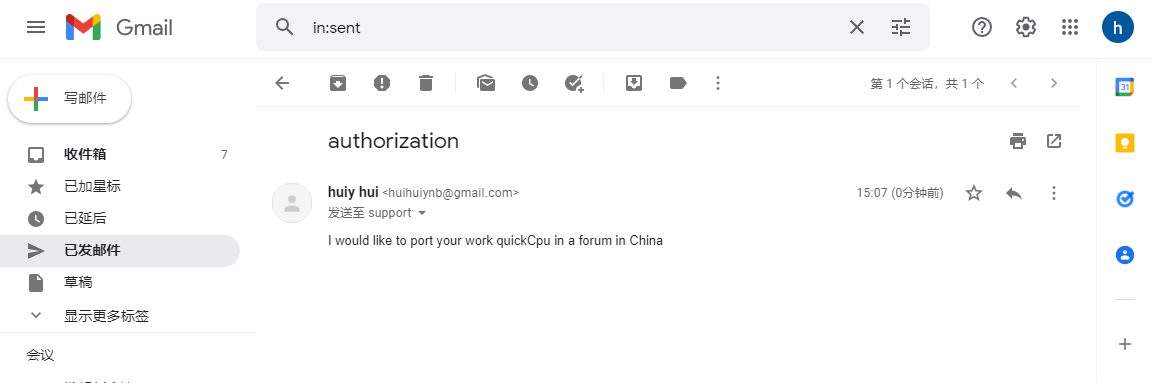 Gmail
in:sent
h
写邮件
第 1 个会话，共 1 个
31
authorization
收件箱 7
已加星标
huiy hui <huihuiynb@gmail.com> 15:07 (0分钟前)
已延后
发送至 support
已发邮件
I would like to port your work quickCpu in a forum in China
草稿
显示更多标签
会议